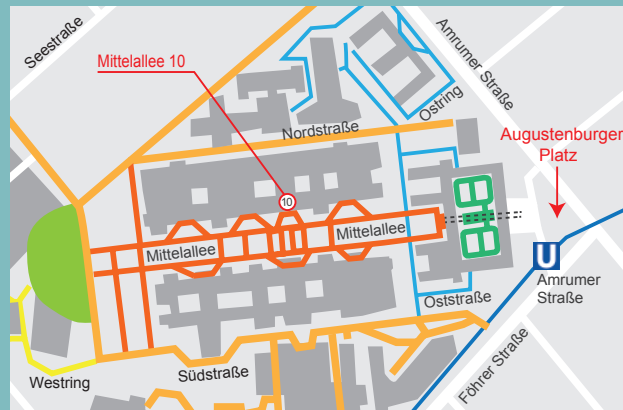 Seestraße
Mittelallee 10
Amrumer Straße
Ostring
Nordstraße
Augustenburger
Platz
10
Mittelallee
Mittelallee
U
Amrumer
Straße
Oststraße
Westring
Südstraße
Föhrer Straße